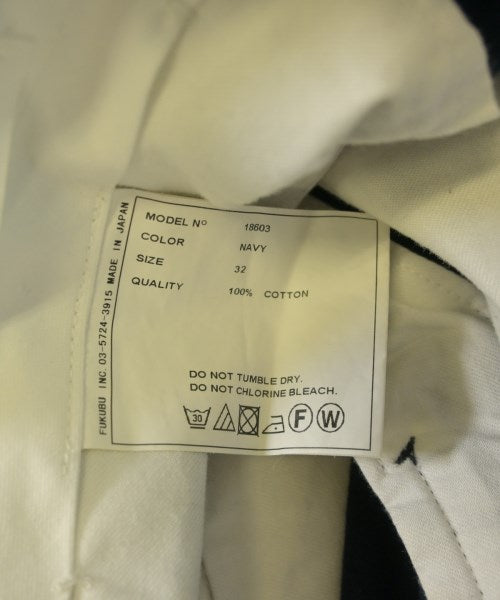 MODEL Nº 18603
COLOR NAVY
SIZE 32
QUALITY 100% COTTON
DO NOT TUMBLE DRY.
DO NOT CHLORINE BLEACH.
30 F W
FUKUBU INC. 03-5724-3915 MADE IN JAPAN